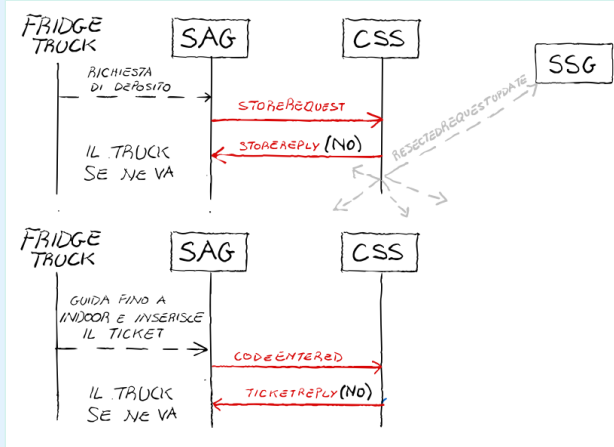 FRIDGE
TRUCK
SAG
CSS
SSG
RICHIESTA
DI DEPOSITO
STOREREQUEST
RESECTEDREQUESTUPDATE
STOREREPLY (NO)
IL TRUCK
SE NE VA
FRIDGE
TRUCK
SAG
CSS
GUIDA FINO A
INDOOR E INSERISCE
IL TICKET
CODEENTERED
TICKETREPLY (NO)
IL TRUCK
SE NE VA